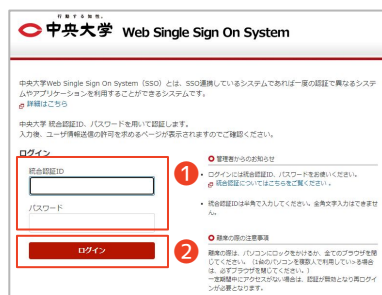 行動する知性。
中央大学 Web Single Sign On System
中央大学Web Single Sign On System（SSO）とは、SSO連携しているシステムであれば一度の認証で異なるシステ
ムやアプリケーションを利用することができるシステムです。
詳細はこちら
中央大学 統合認証ID、パスワードを用いて認証します。
入力後、ユーザ情報送信の許可を求めるページが表示されますのでご確認ください。
ログイン
統合認証ID
パスワード
ログイン
1
2
管理者からのお知らせ
ログインには統合認証ID、パスワードをお使いください。
統合認証についてはこちらをご覧ください。
統合認証IDは半角で入力してください。全角文字入力はできませ
ん。
離席の際の注意事項
離席の際は、パソコンにロックをかけるか、全てのブラウザを閉
じてください。（1台のパソコンを複数人で利用している場合
は、必ずブラウザを閉じてください。）
一定期間中にアクセスがない場合は、認証が無効となり再ログイ
ンが必要となります。